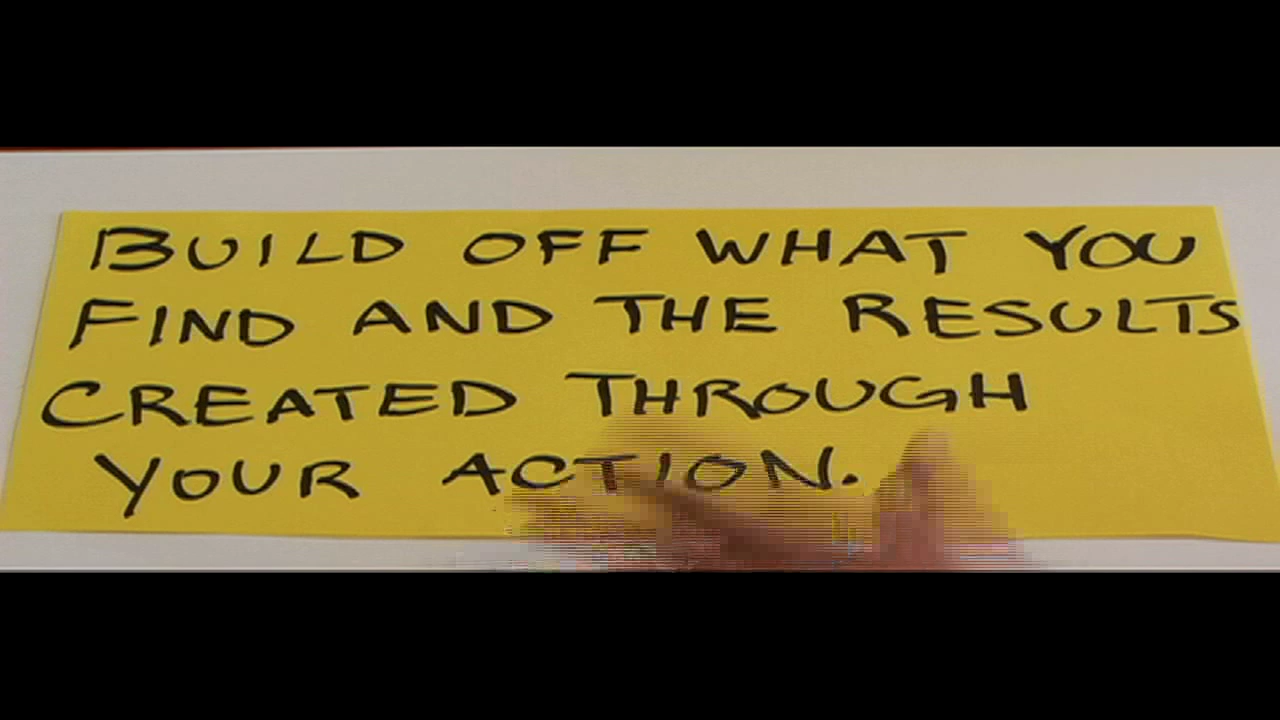 BUILD OFF WHAT YOU
FIND AND THE RESULTS
CREATED THROUGH
YOUR ACTION.